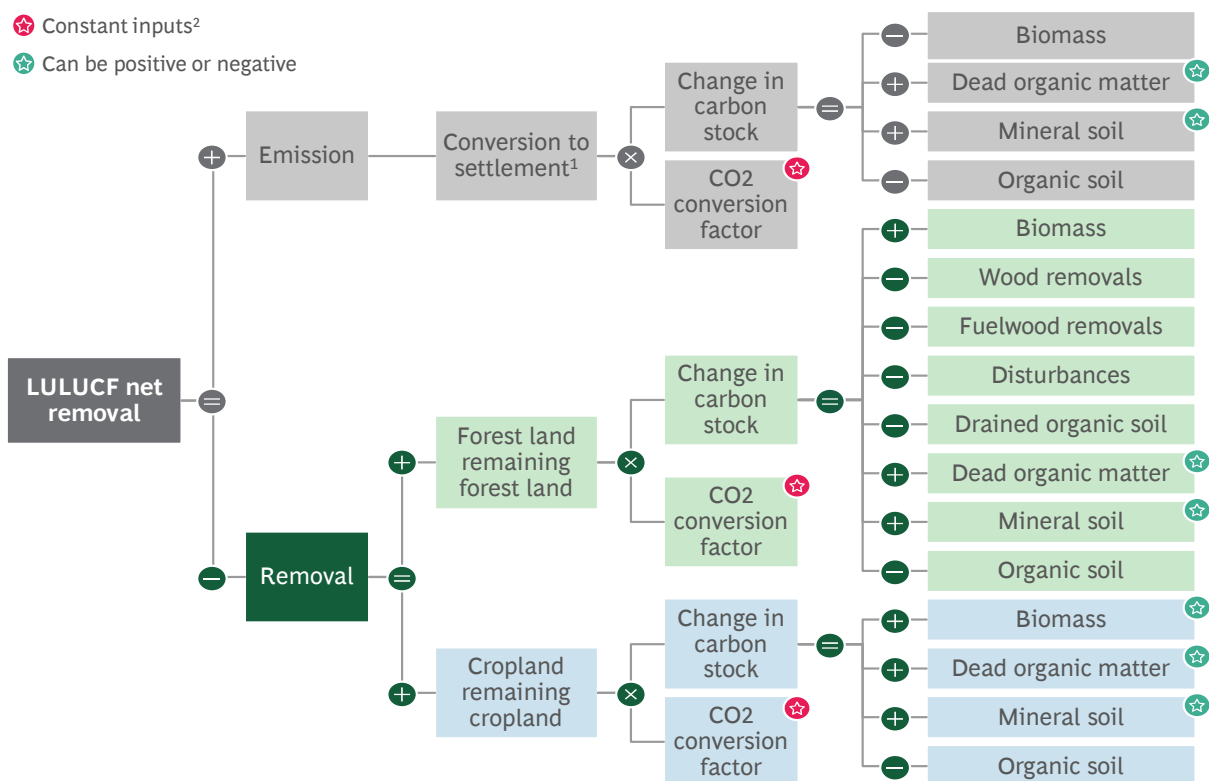 Constant inputs²
Can be positive or negative
LULUCF net
removal
Emission
Conversion to
settlement¹
Change in
carbon
stock
CO2
conversion
factor
Biomass
Dead organic matter
Mineral soil
Organic soil
Removal
Forest land
remaining
forest land
Change in
carbon
stock
CO2
conversion
factor
Biomass
Wood removals
Fuelwood removals
Disturbances
Drained organic soil
Dead organic matter
Mineral soil
Organic soil
Cropland
remaining
cropland
Change in
carbon
stock
CO2
conversion
factor
Biomass
Dead organic matter
Mineral soil
Organic soil